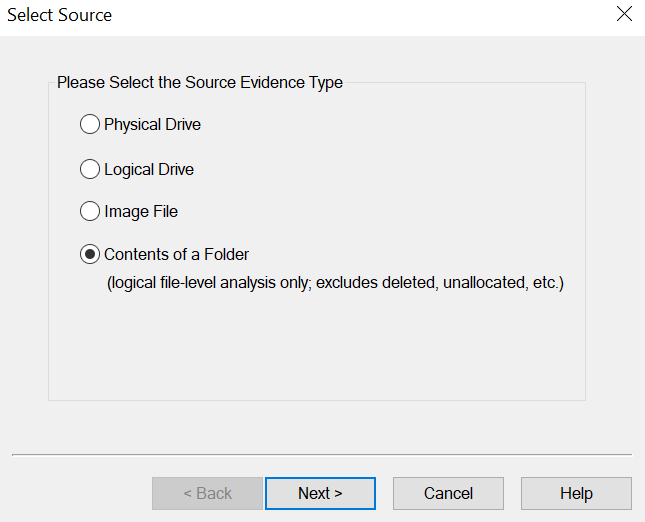 Select Source
Please Select the Source Evidence Type
Physical Drive
Logical Drive
Image File
Contents of a Folder
(logical file-level analysis only; excludes deleted, unallocated, etc.)
< Back Next > Cancel Help